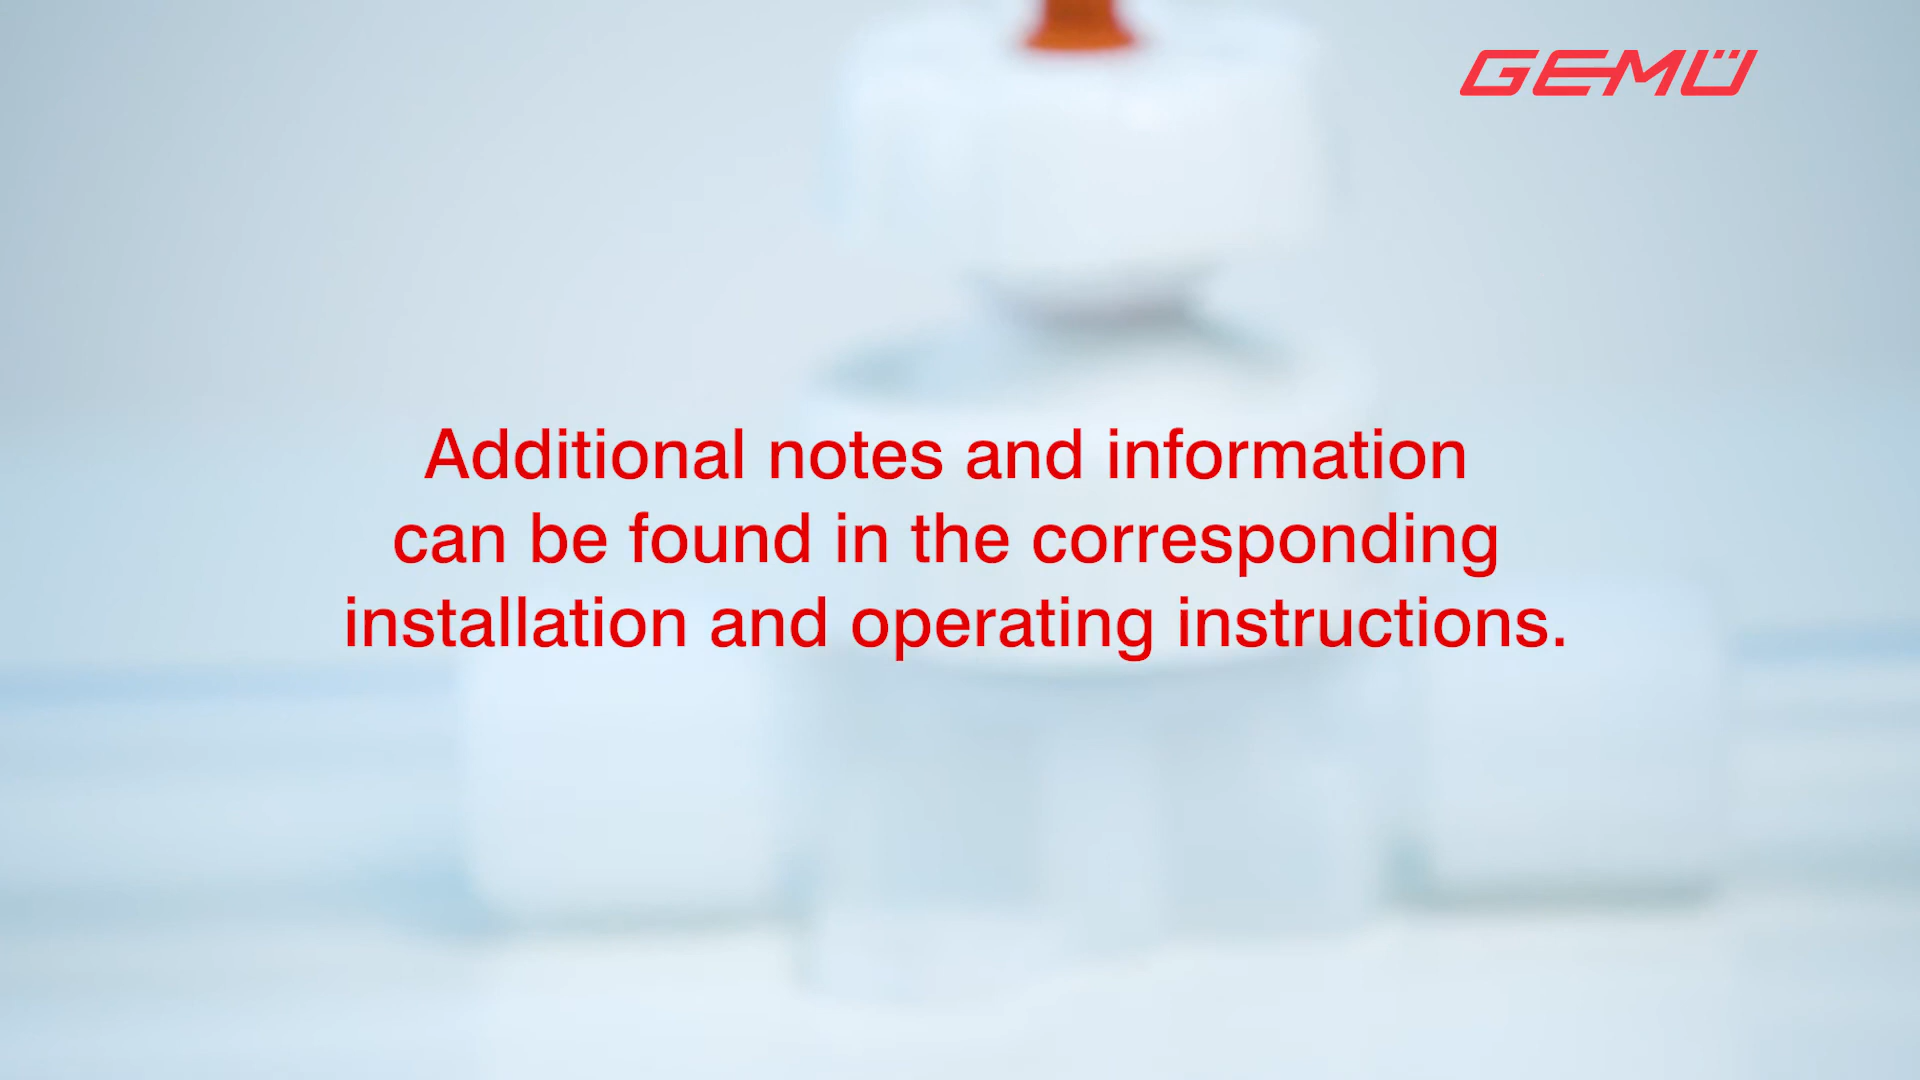 GEMÜ
Additional notes and information
can be found in the corresponding
installation and operating instructions.